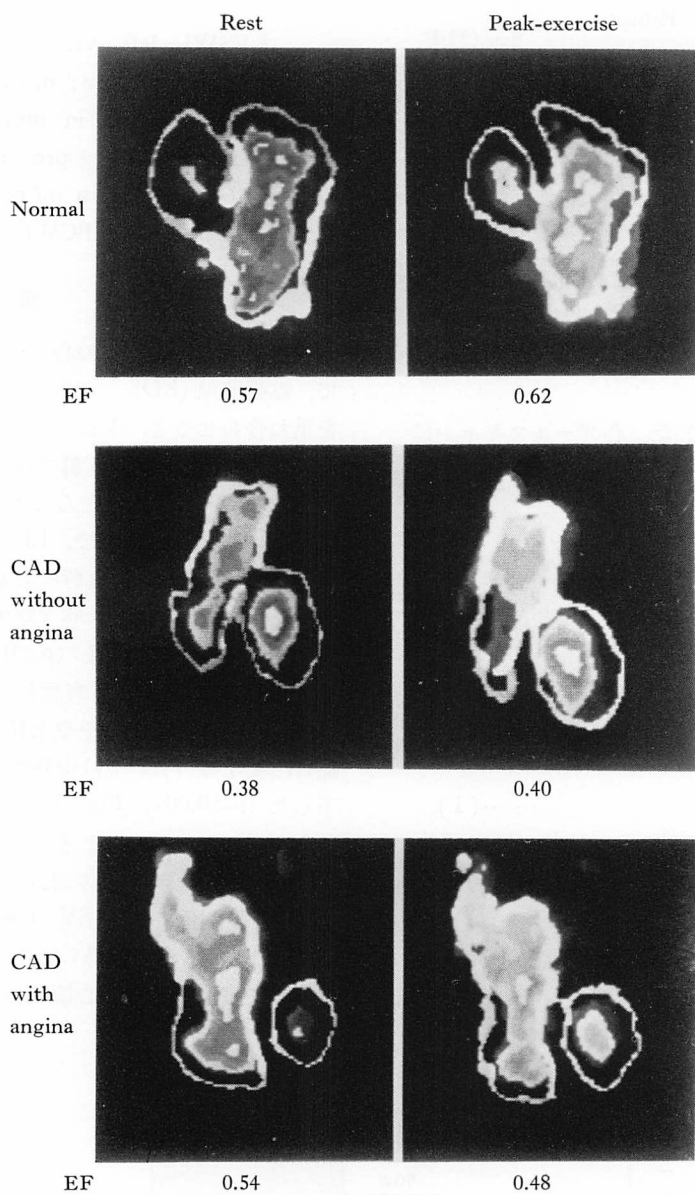 Rest Peak-exercise
Normal
EF 0.57 0.62
CAD
without
angina
EF 0.38 0.40
CAD
with
angina
EF 0.54 0.48